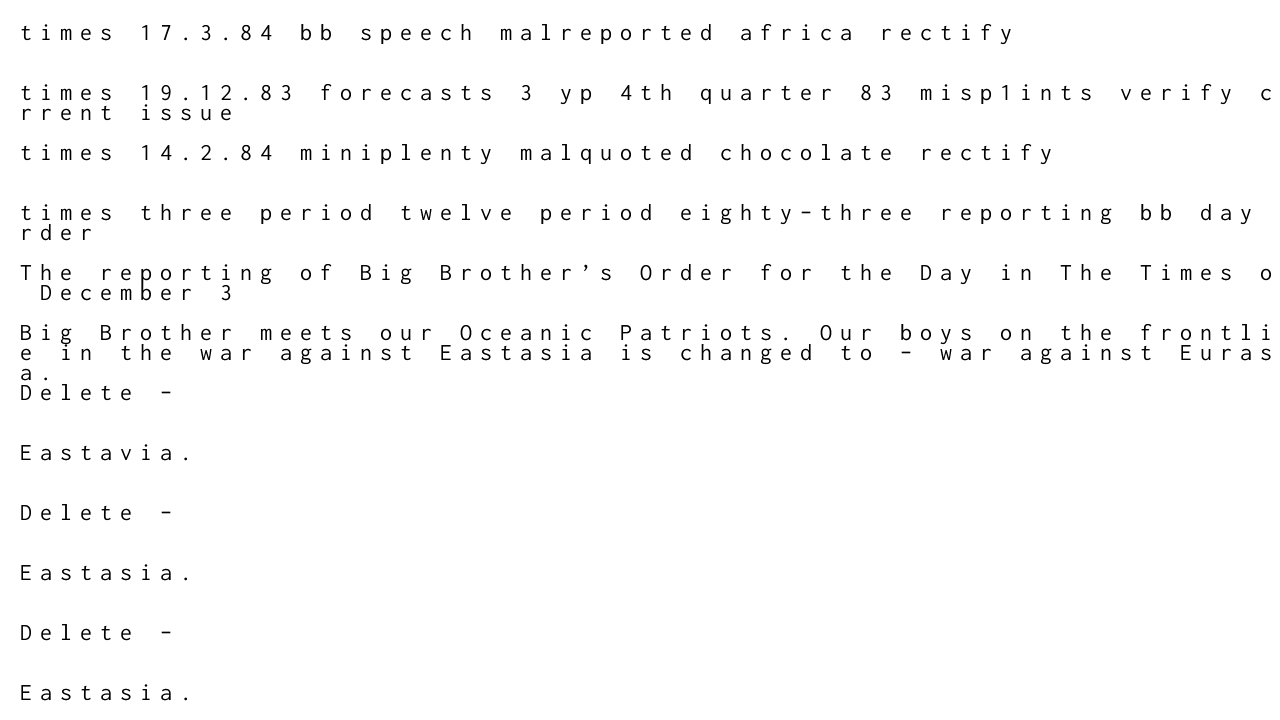 times 17.3.84 bb speech malreported africa rectify
times 19.12.83 forecasts 3 yp 4th quarter 83 misp1ints verify c
rrent issue
times 14.2.84 miniplenty malquoted chocolate rectify
times three period twelve period eighty-three reporting bb day
rder
The reporting of Big Brother's Order for the Day in The Times o
December 3
Big Brother meets our Oceanic Patriots. Our boys on the frontli
e in the war against Eastasia is changed to - war against Euras
a.
Delete -
Eastavia.
Delete -
Eastasia.
Delete -
Eastasia.